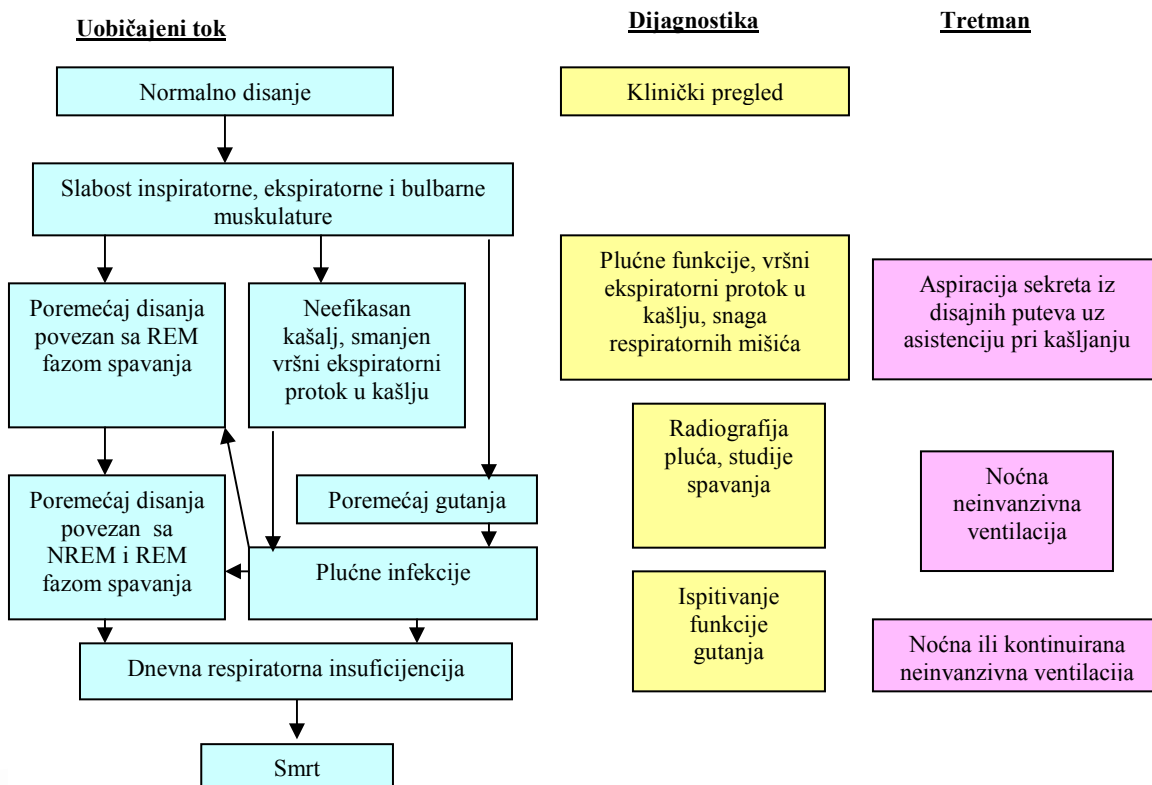 Uobičajeni tok
Normalno disanje
Slabost inspiratorne, ekspiratorne i bulbarne
muskulature
Poremećaj disanja
povezan sa REM
fazom spavanja
Neefikasan
kašalj, smanjen
vršni ekspiratorni
protok u kašlju
Poremećaj disanja
povezan sa
NREM i REM
fazom spavanja
Poremećaj gutanja
Plućne infekcije
Dnevna respiratorna insuficijencija
Smrt
Dijagnostika
Klinički pregled
Plućne funkcije, vršni
ekspiratorni protok u
kašlju, snaga
respiratornih mišića
Radiografija
pluća, studije
spavanja
Ispitivanje
funkcije
gutanja
Tretman
Aspiracija sekreta iz
disajnih puteva uz
asistenciju pri kašljanju
Noćna
neinvanzivna
ventilacija
Noćna ili kontinuirana
neinvanzivna ventilacija